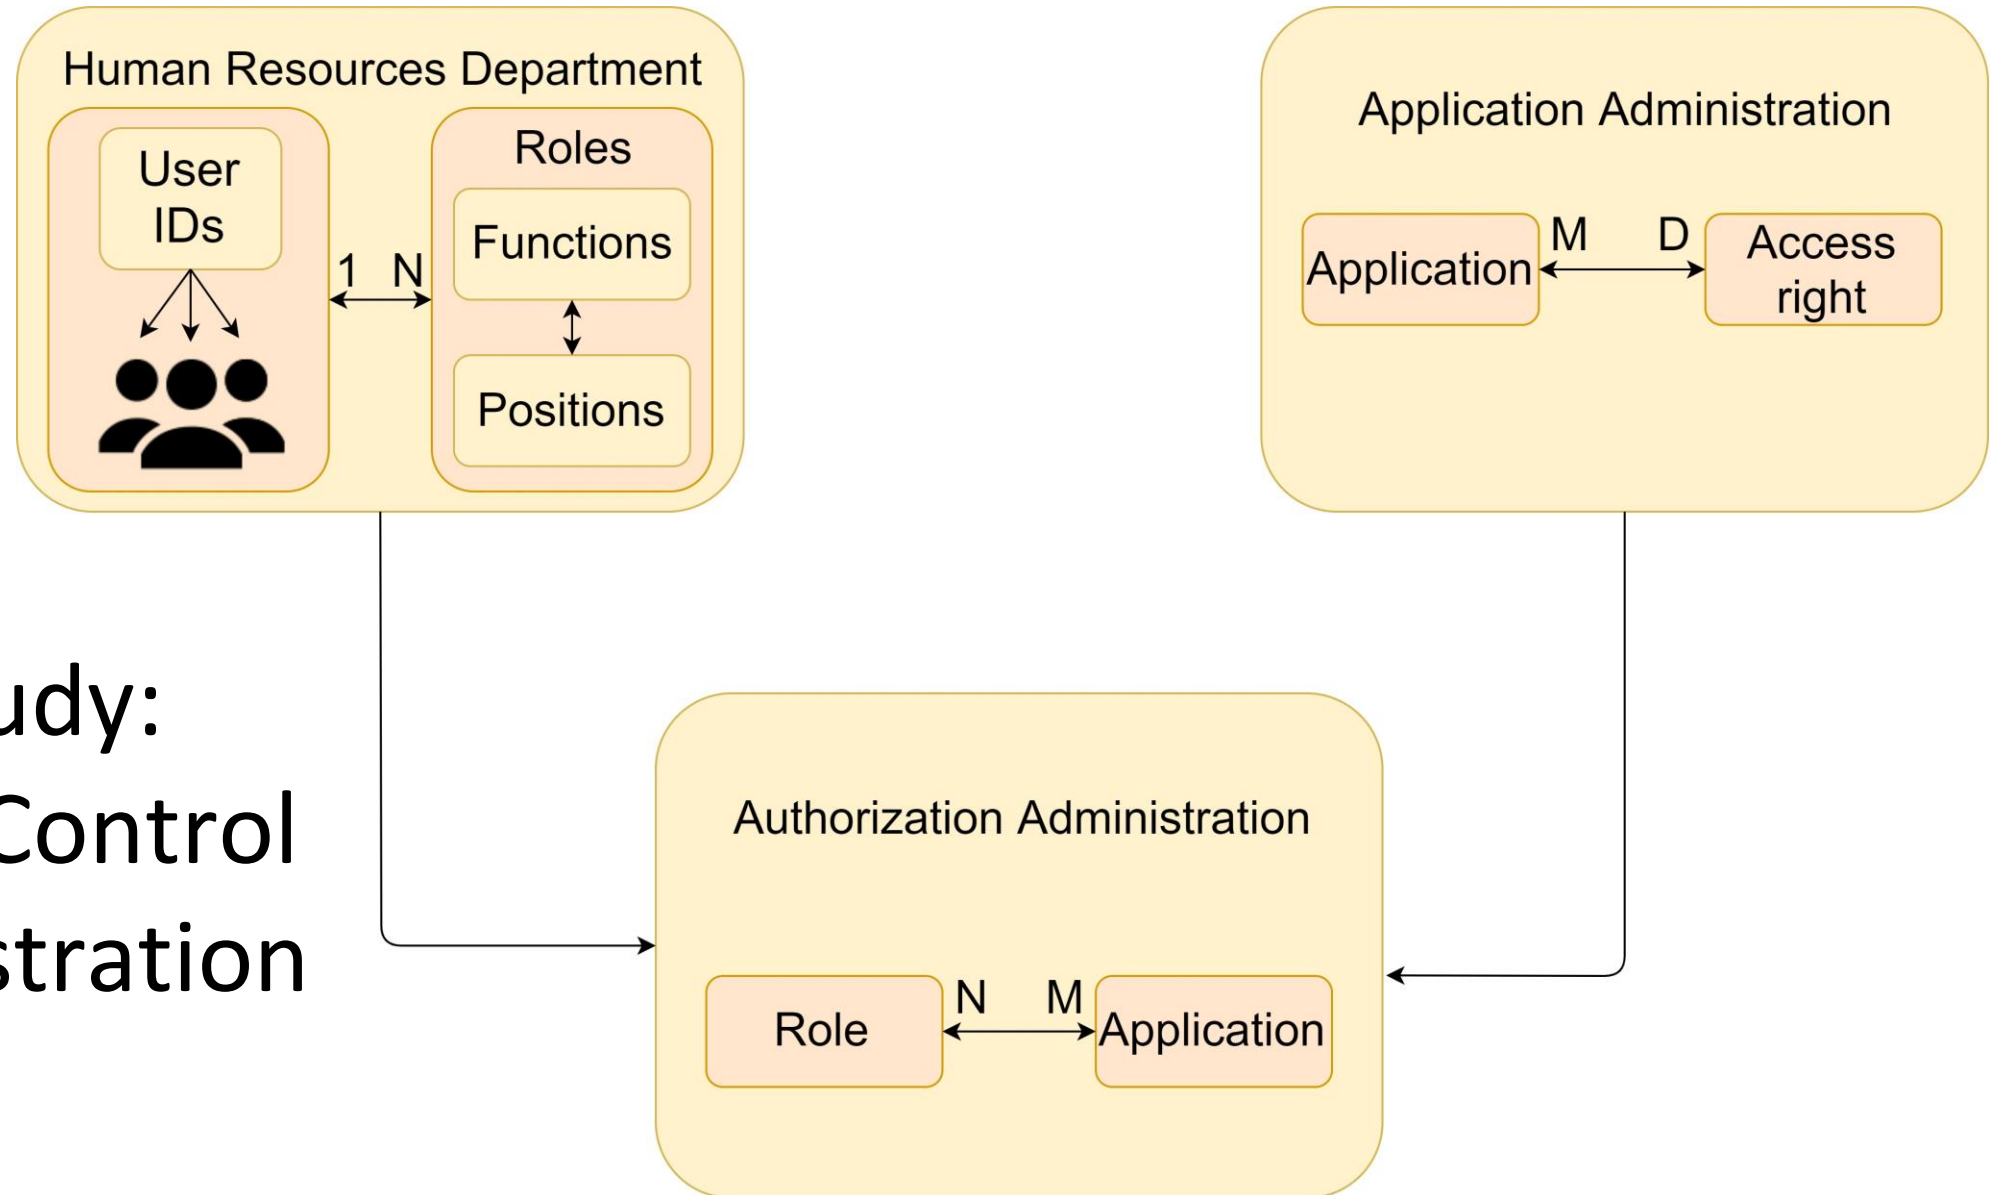 Human Resources Department
User
IDs
1 N
Roles
Functions
Positions
Application Administration
Application
M D
Access
right
udy:
Control
stration
Authorization Administration
Role
N M
Application